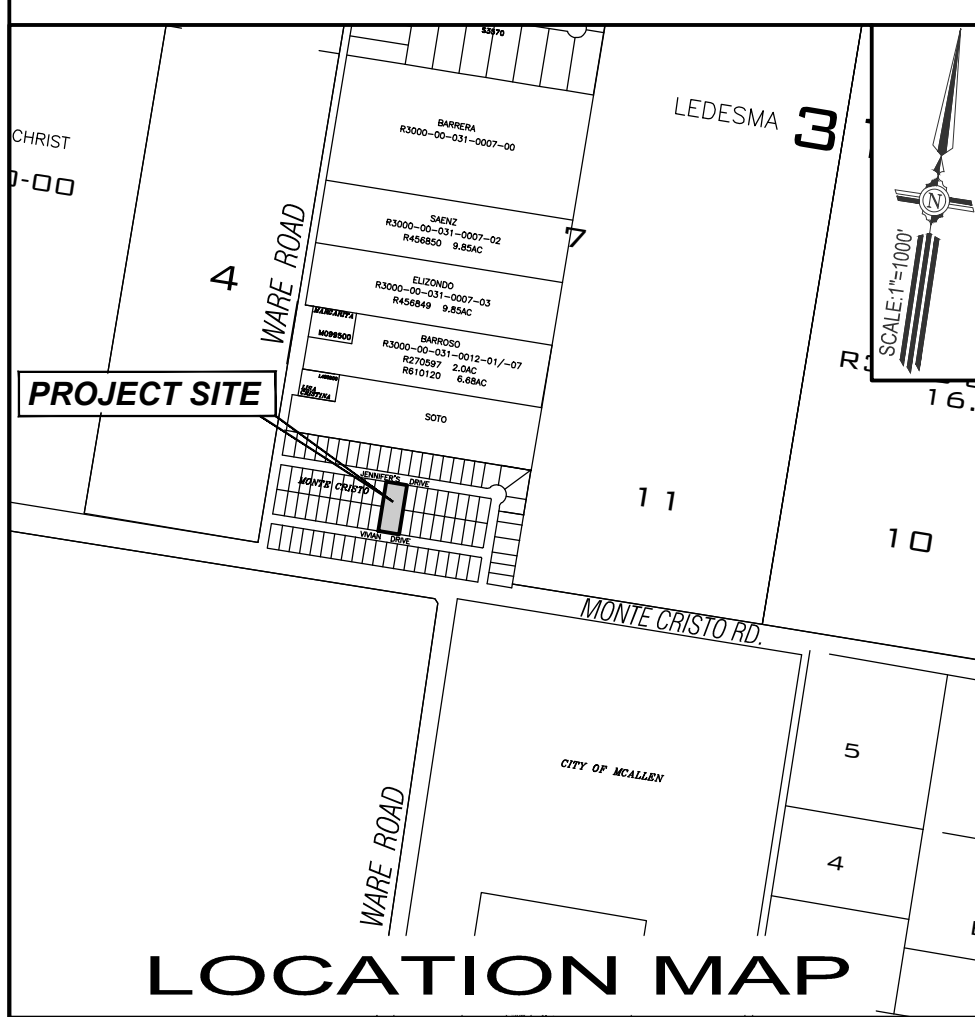 53570
CHRIST
-00
LEDESMA
3
BARRERA
R3000-00-031-0007-00
SAENZ
R3000-00-031-0007-02
R456850 9.85AC
7
WARE ROAD
4
ELIZONDO
R3000-00-031-0007-03
R456849 9.85AC
N
SCALE:1"=1000'
MARGARITA
M099500
BARROSO
R3000-00-031-0012-01/-07
R270597 2.0AC
R610120 6.68AC
PROJECT SITE
LIRA
CRISTINA
SOTO
16.
JENNIFER'S DRIVE
MONTE CRISTO
VIVIAN DRIVE
11
10
MONTE CRISTO RD.
CITY OF MCALLEN
5
4
WARE ROAD
LOCATION MAP